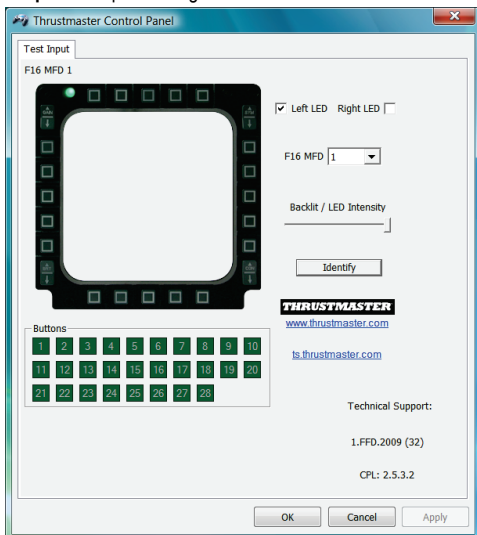 Thrustmaster Control Panel
Test Input
F16 MFD 1
Left LED Right LED
F16 MFD 1
Backlit / LED Intensity
Identify
THRUSTMASTER
www.thrustmaster.com
ts.thrustmaster.com
Buttons
1 2 3 4 5 6 7 8 9 10
11 12 13 14 15 16 17 18 19 20
21 22 23 24 25 26 27 28
Technical Support:
1.FFD.2009 (32)
CPL: 2.5.3.2
OK Cancel Apply